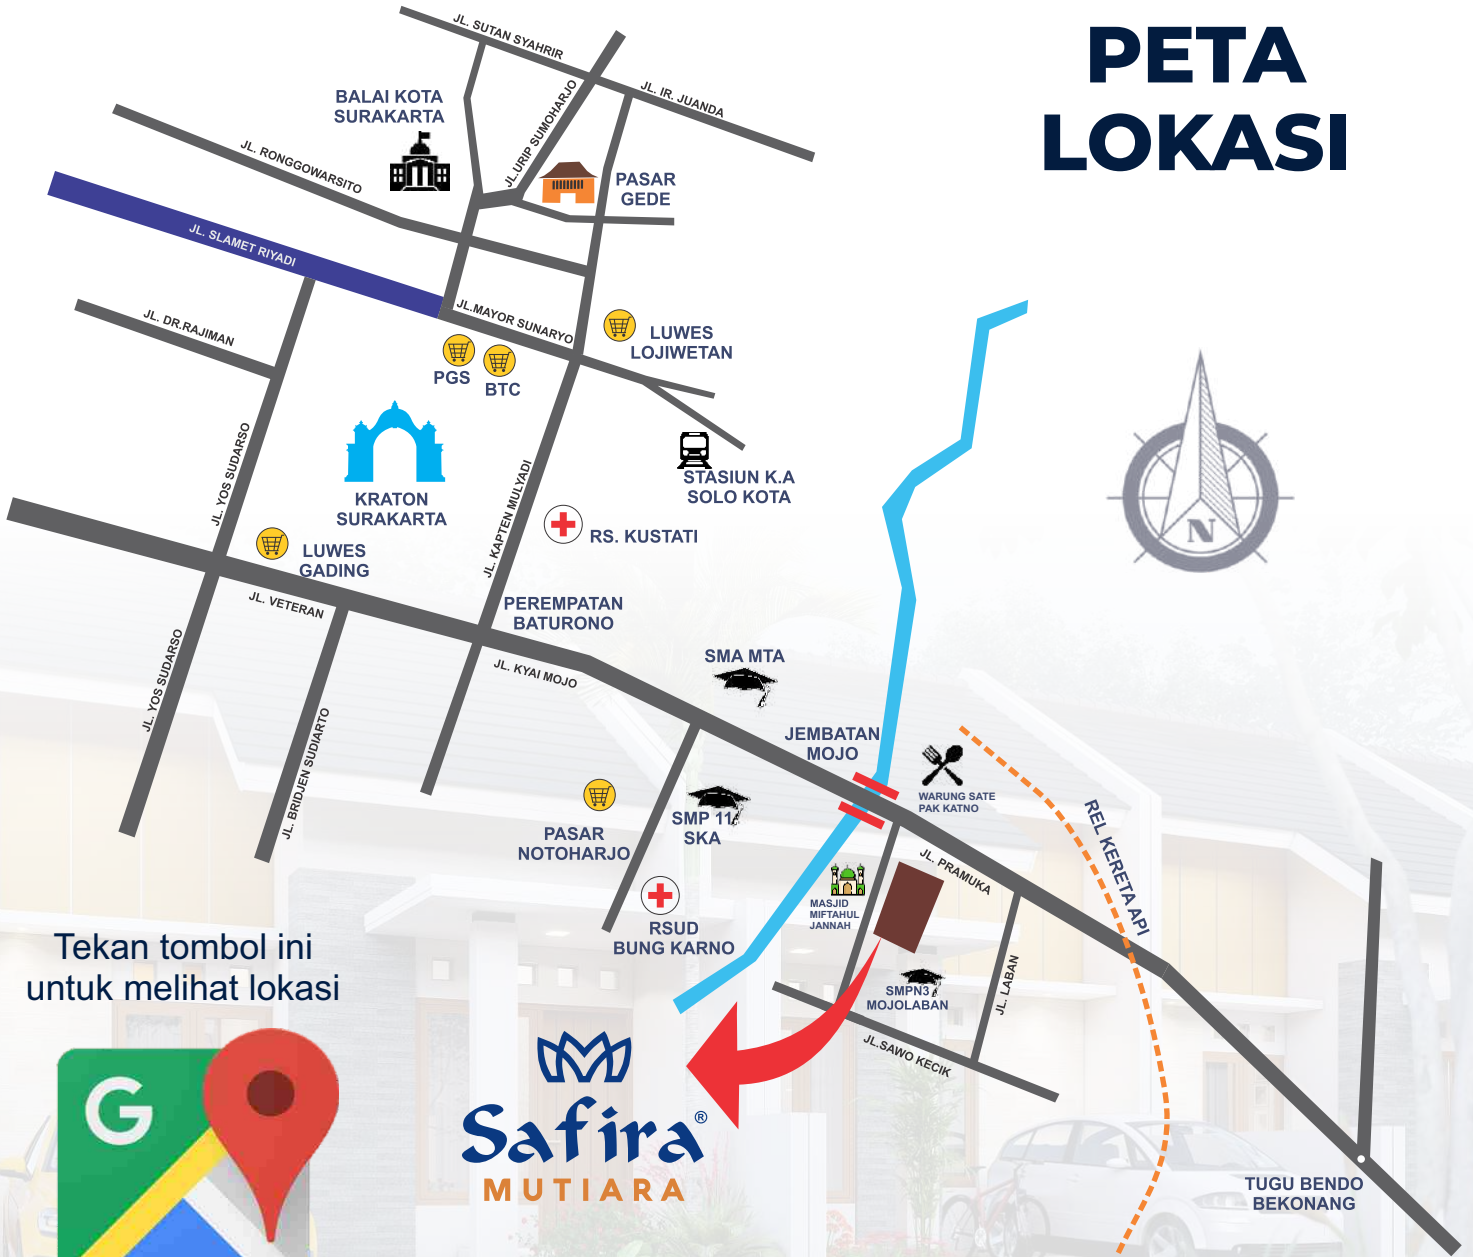 PETA
LOKASI
JL. SUTAN SYAHRIR
JL. IR. JUANDA
JL.URIP SUMOHARJO
BALAI KOTA
SURAKARTA
JL. RONGGOWARSITO
PASAR
GEDE
JL. SLAMET RIYADI
JL.MAYOR SUNARYO
JL. DR.RAJIMAN
LUWES
LOJIWETAN
PGS
BTC
JL. YOS SUDARSO
KRATON
SURAKARTA
JL. KAPTEN MULYADI
STASIUN K.A
SOLO KOTA
RS. KUSTATI
N
LUWES
GADING
JL. VETERAN
PEREMPATAN
BATURONO
JL. KYAI MOJO
JL. YOS SUDARSO
JL. BRIDJEN SUDIARTO
SMA MTA
JEMBATAN
MOJO
WARUNG SATE
PAK KATNO
REL KERETA API
PASAR
NOTOHARJO
SMP 11
SKA
JL. PRAMUKA
MASJID
MIFTAHUL
JANNAH
RSUD
BUNG KARNO
SMPN3
MOJOLABAN
JL. LABAN
JL.SAWO KECIK
Tekan tombol ini
untuk melihat lokasi
G
Safira®
MUTIARA
TUGU BENDO
BEKONANG